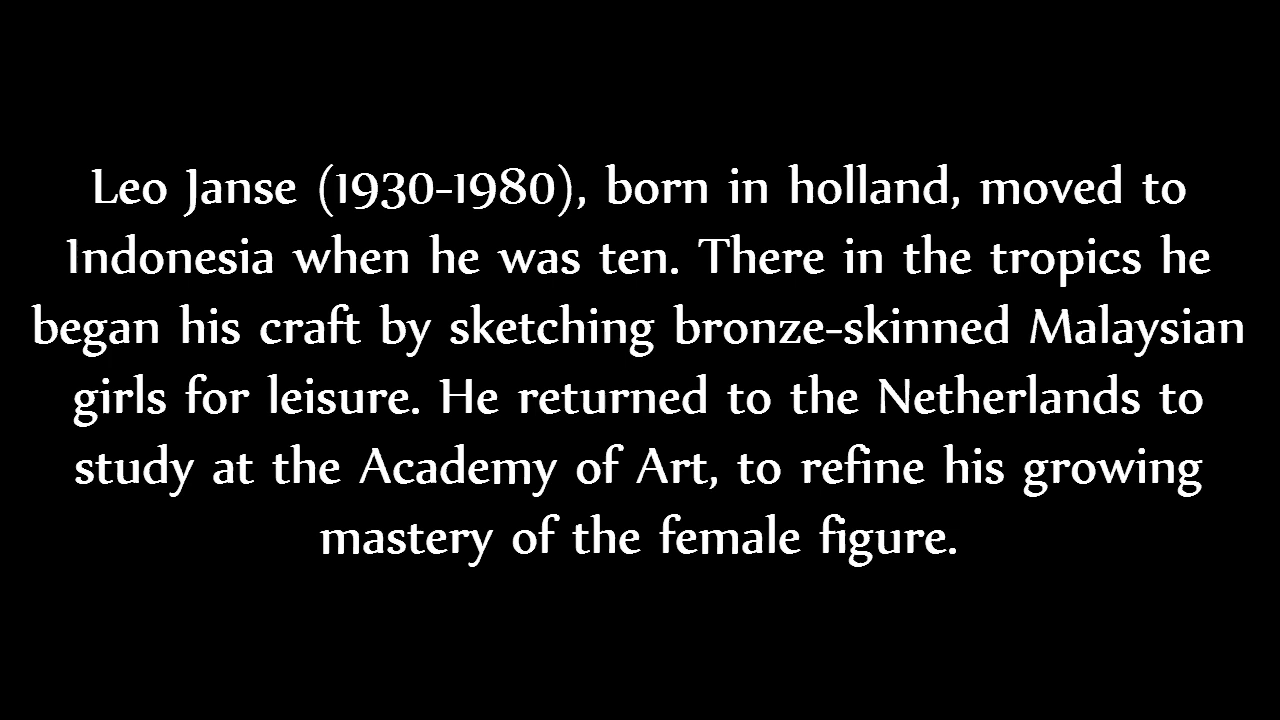 Leo Janse (1930-1980), born in holland, moved to
Indonesia when he was ten. There in the tropics he
began his craft by sketching bronze-skinned Malaysian
girls for leisure. He returned to the Netherlands to
study at the Academy of Art, to refine his growing
mastery of the female figure.